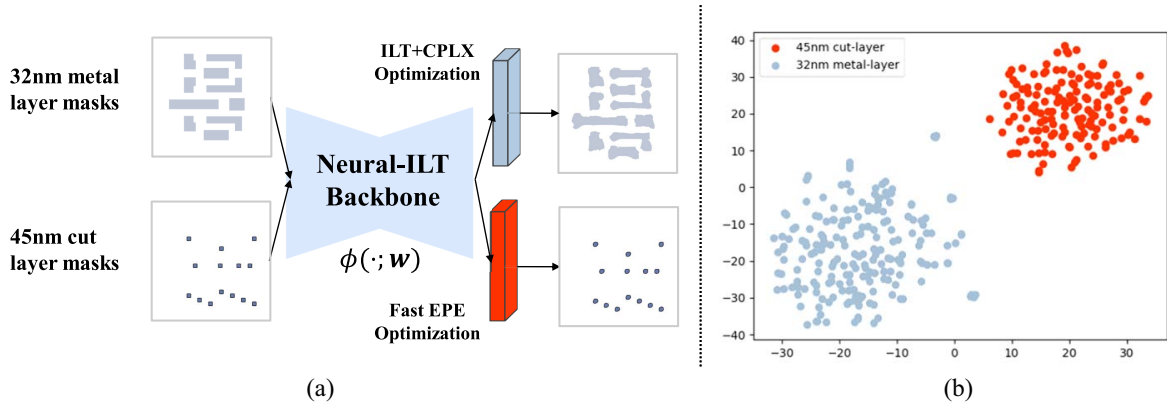 32nm metal
layer masks
45nm cut
layer masks
Neural-ILT
Backbone
ϕ(·; w)
ILT+CPLX
Optimization
Fast EPE
Optimization
(a)
45nm cut-layer
32nm metal-layer
40
30
20
10
0
−10
−20
−30
−40
−30 −20 −10 0 10 20 30
(b)